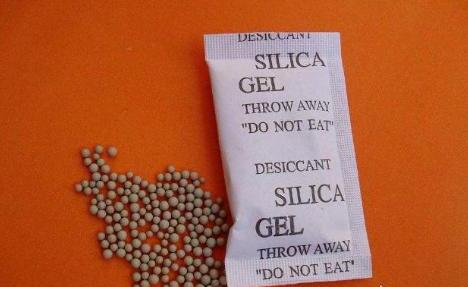 DESICCANT
SILICA
GEL
THROW AWAY
"DO NOT EAT"
DESICCANT
SILICA
GEL
THROW AWAY
"DO NOT EAT"